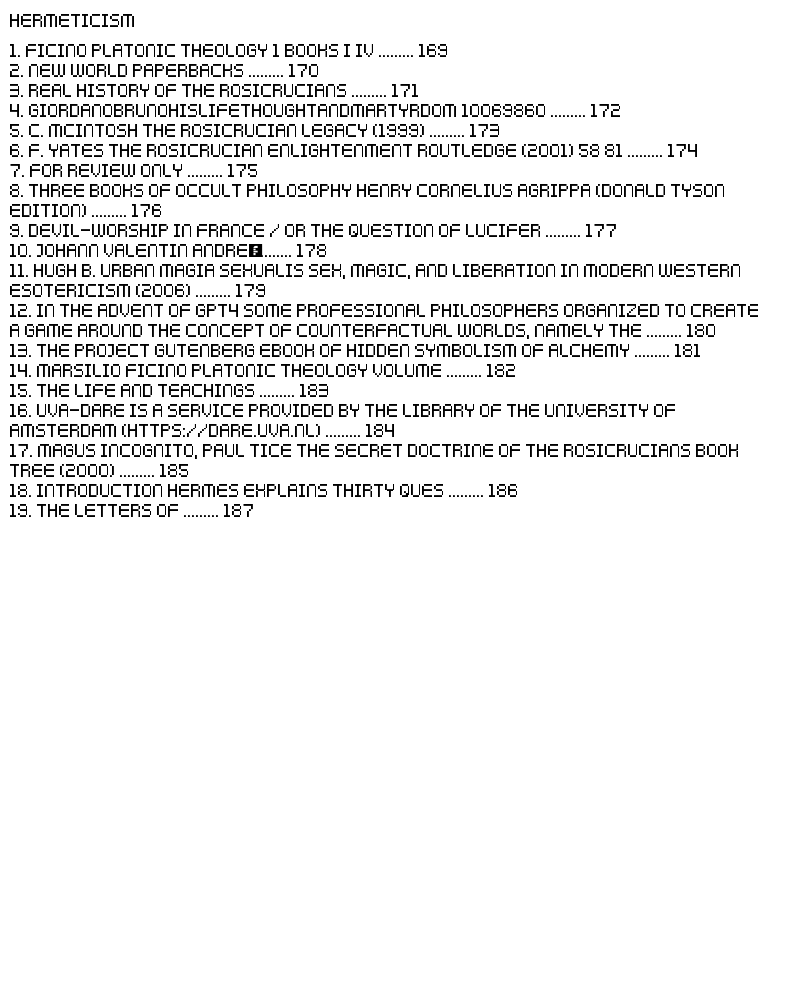 HERMETICISM
1. FICINO PLATONIC THEOLOGY 1 BOOKS I IV ........ 169
2. NEW WORLD PAPERBACKS ........ 170
3. REAL HISTORY OF THE ROSICRUCIANS ........ 171
4. GIORDANOBRUNOHISLIFETHOUGHTANDMARTYRDOM 10069860 ........ 172
5. C. MCINTOSH THE ROSICRUCIAN LEGACY (1999) ........ 173
6. F. YATES THE ROSICRUCIAN ENLIGHTENMENT ROUTLEDGE (2001) 58 81 ........ 174
7. FOR REVIEW ONLY ........ 175
8. THREE BOOKS OF OCCULT PHILOSOPHY HENRY CORNELIUS AGRIPPA (DONALD TYSON
EDITION) ........ 176
9. DEVIL-WORSHIP IN FRANCE / OR THE QUESTION OF LUCIFER ........ 177
10. JOHANN VALENTIN ANDRE ....... 178
11. HUGH B. URBAN MAGIA SEXUALIS SEX, MAGIC, AND LIBERATION IN MODERN WESTERN
ESOTERICISM (2006) ........ 179
12. IN THE ADVENT OF GPT4 SOME PROFESSIONAL PHILOSOPHERS ORGANIZED TO CREATE
A GAME AROUND THE CONCEPT OF COUNTERFACTUAL WORLDS, NAMELY THE ........ 180
13. THE PROJECT GUTENBERG EBOOK OF HIDDEN SYMBOLISM OF ALCHEMY ........ 181
14. MARSILIO FICINO PLATONIC THEOLOGY VOLUME ........ 182
15. THE LIFE AND TEACHINGS ........ 183
16. UVA-DARE IS A SERVICE PROVIDED BY THE LIBRARY OF THE UNIVERSITY OF
AMSTERDAM (HTTPS://DARE.UVA.NL) ........ 184
17. MAGUS INCOGNITO, PAUL TICE THE SECRET DOCTRINE OF THE ROSICRUCIANS BOOK
TREE (2000) ........ 185
18. INTRODUCTION HERMES EXPLAINS THIRTY QUES ........ 186
19. THE LETTERS OF ........ 187